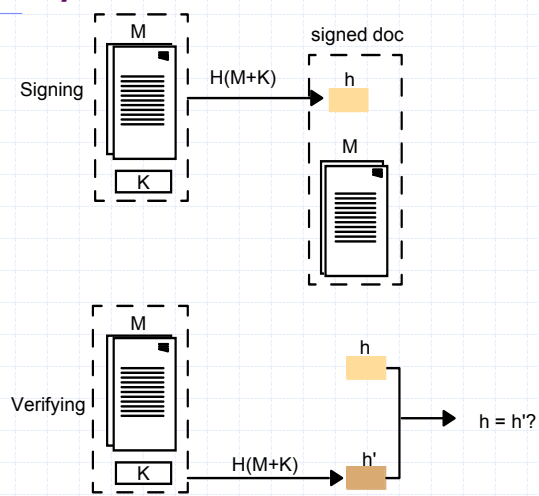 M
signed doc
Signing
H(M+K)
h
M
K
M
h
Verifying
h = h'?
K
H(M+K)
h'